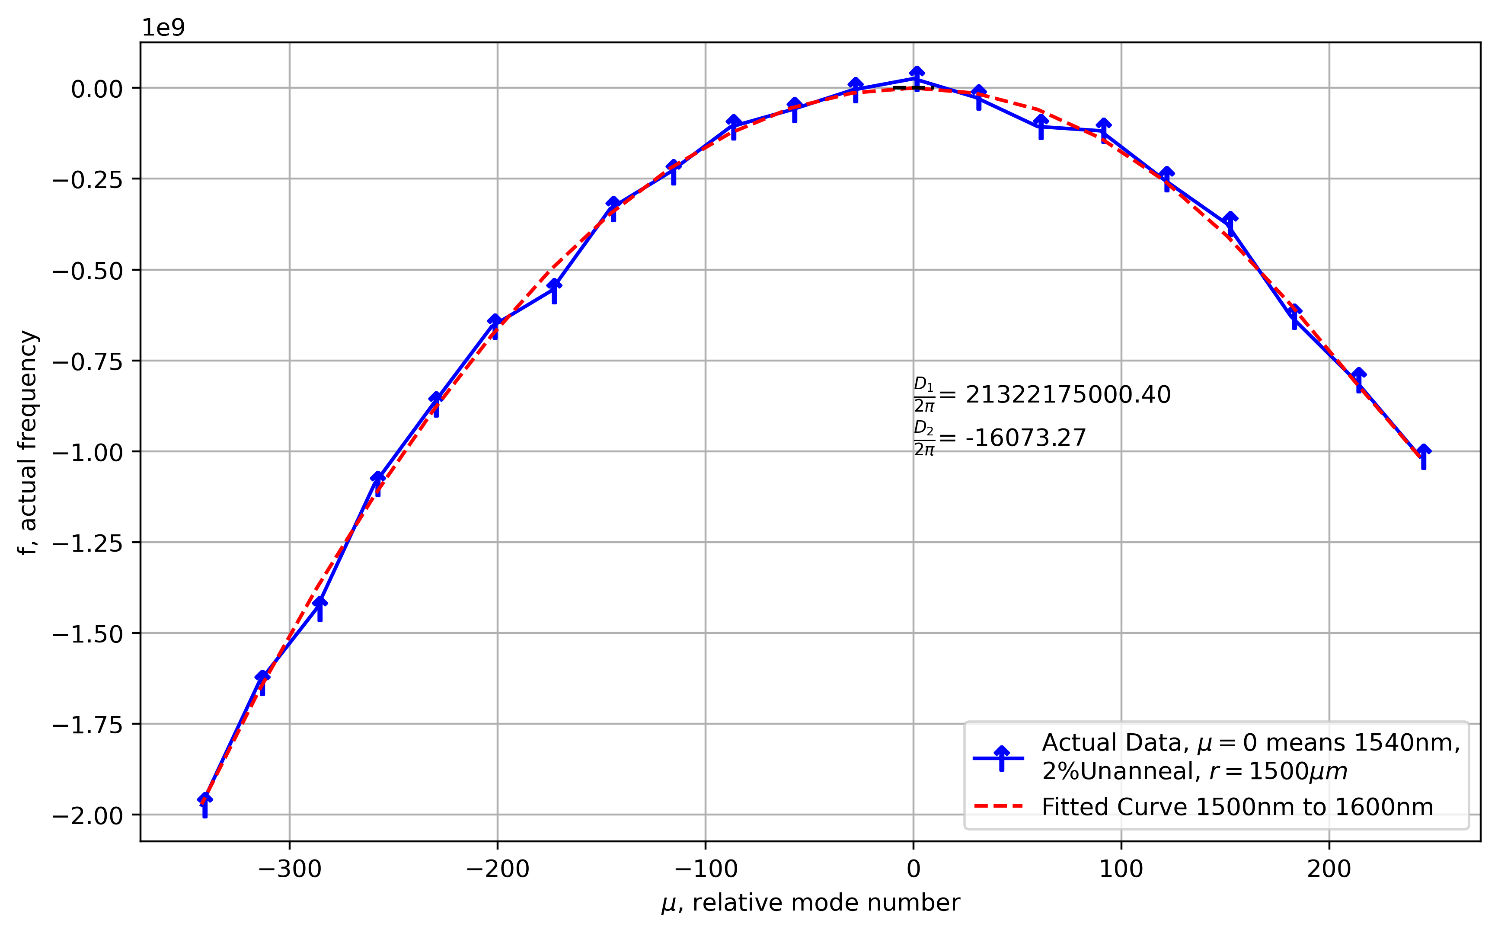 1e9
0.00
−0.25
−0.50
−0.75
−1.00
−1.25
−1.50
−1.75
−2.00
f, actual frequency
D₁/2π = 21322175000.40
D₂/2π = -16073.27
Actual Data, μ = 0 means 1540nm,
2%Unanneal, r = 1500μm
Fitted Curve 1500nm to 1600nm
−300 −200 −100 0 100 200
μ, relative mode number